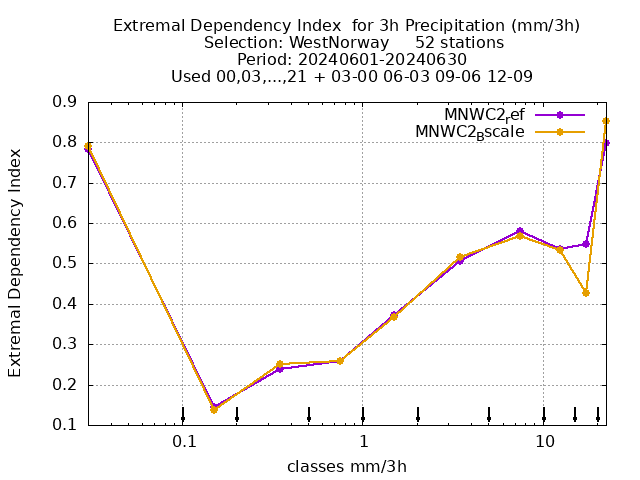 Extremal Dependency Index  for 3h Precipitation (mm/3h)
Selection: WestNorway     52 stations
Period: 20240601-20240630
Used 00,03,...,21 + 03-00 06-03 09-06 12-09
MNWC2ref
MNWC2Bscale
Extremal Dependency Index
0.9
0.8
0.7
0.6
0.5
0.4
0.3
0.2
0.1
0.1 1 10
classes mm/3h